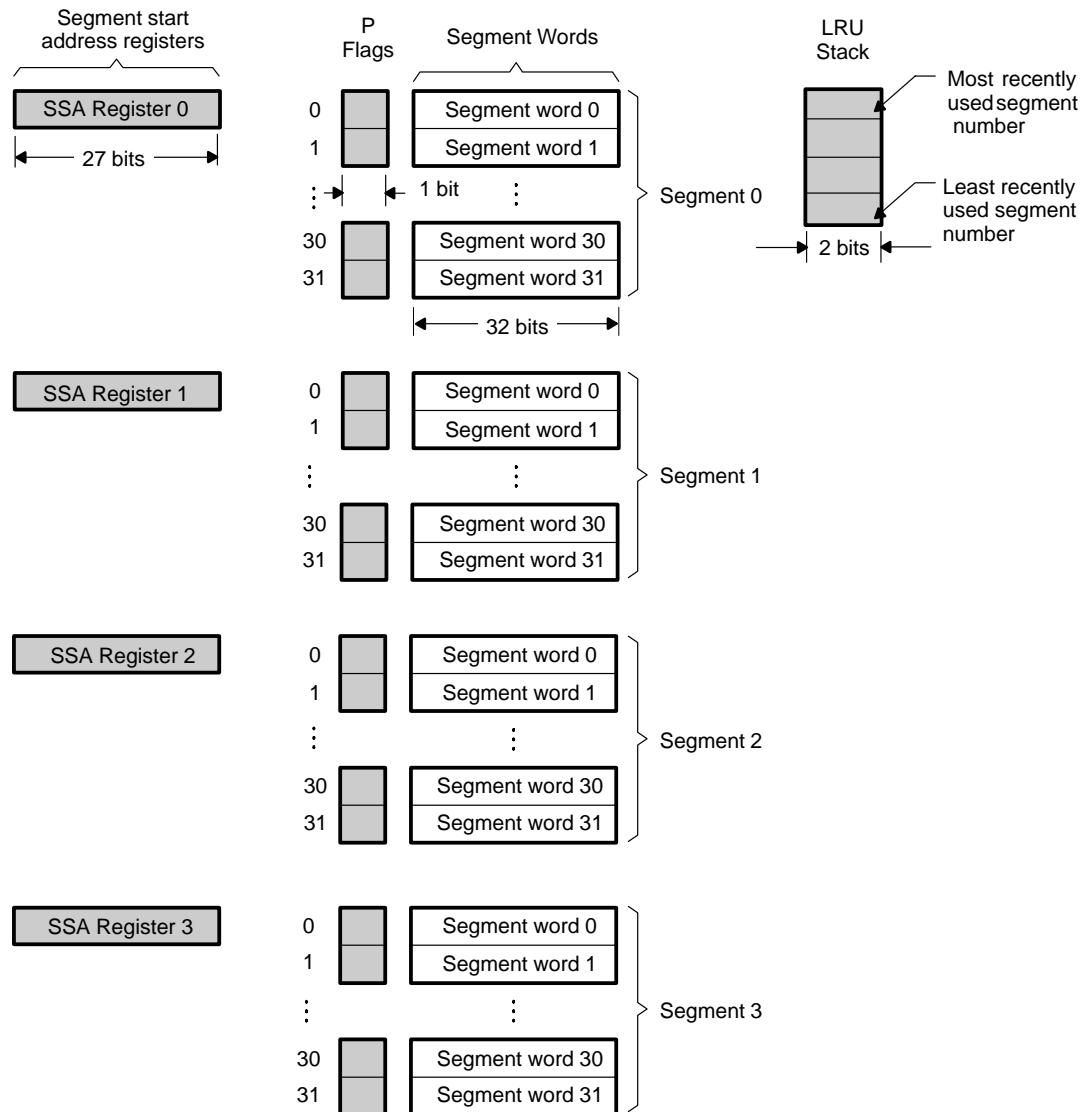 Segment start
address registers
P
Flags
Segment Words
LRU
Stack
SSA Register 0
27 bits
0
1
30
31
1 bit
Segment word 0
Segment word 1
Segment word 30
Segment word 31
32 bits
Segment 0
Most recently
used segment
number
Least recently
used segment
number
2 bits
SSA Register 1
0
1
30
31
Segment word 0
Segment word 1
Segment word 30
Segment word 31
Segment 1
SSA Register 2
0
1
30
31
Segment word 0
Segment word 1
Segment word 30
Segment word 31
Segment 2
SSA Register 3
0
1
30
31
Segment word 0
Segment word 1
Segment word 30
Segment word 31
Segment 3